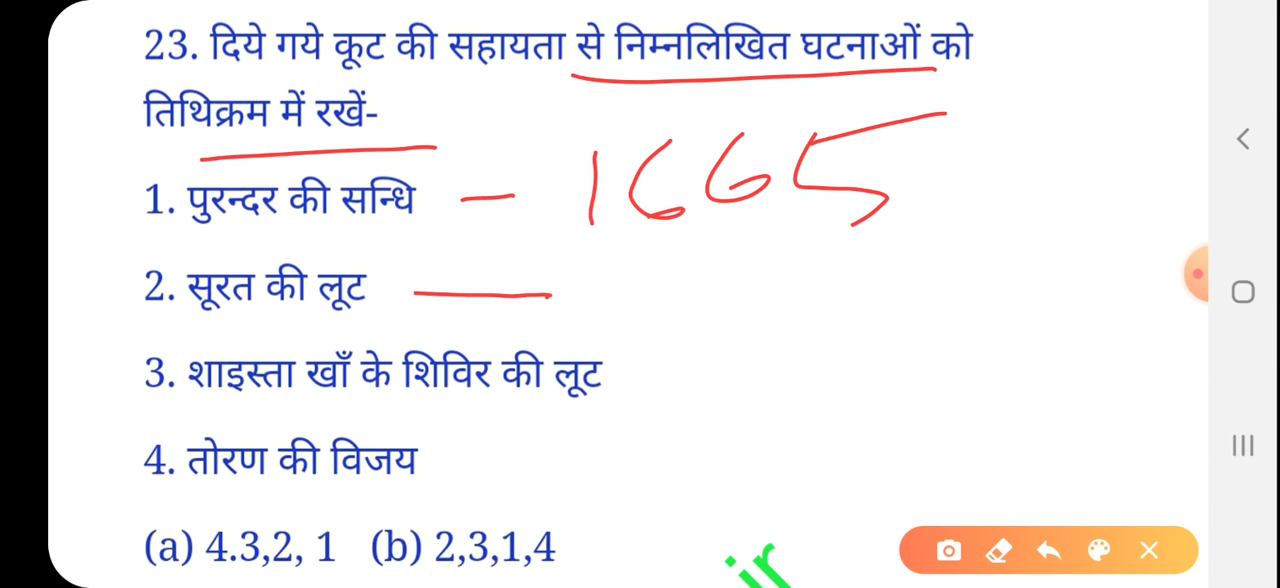 23. दिये गये कूट की सहायता से निम्नलिखित घटनाओं को
तिथिक्रम में रखें-
1. पुरन्दर की सन्धि – 1665
2. सूरत की लूट —
3. शाइस्ता खाँ के शिविर की लूट
4. तोरण की विजय
(a) 4.3,2, 1 (b) 2,3,1,4
ir